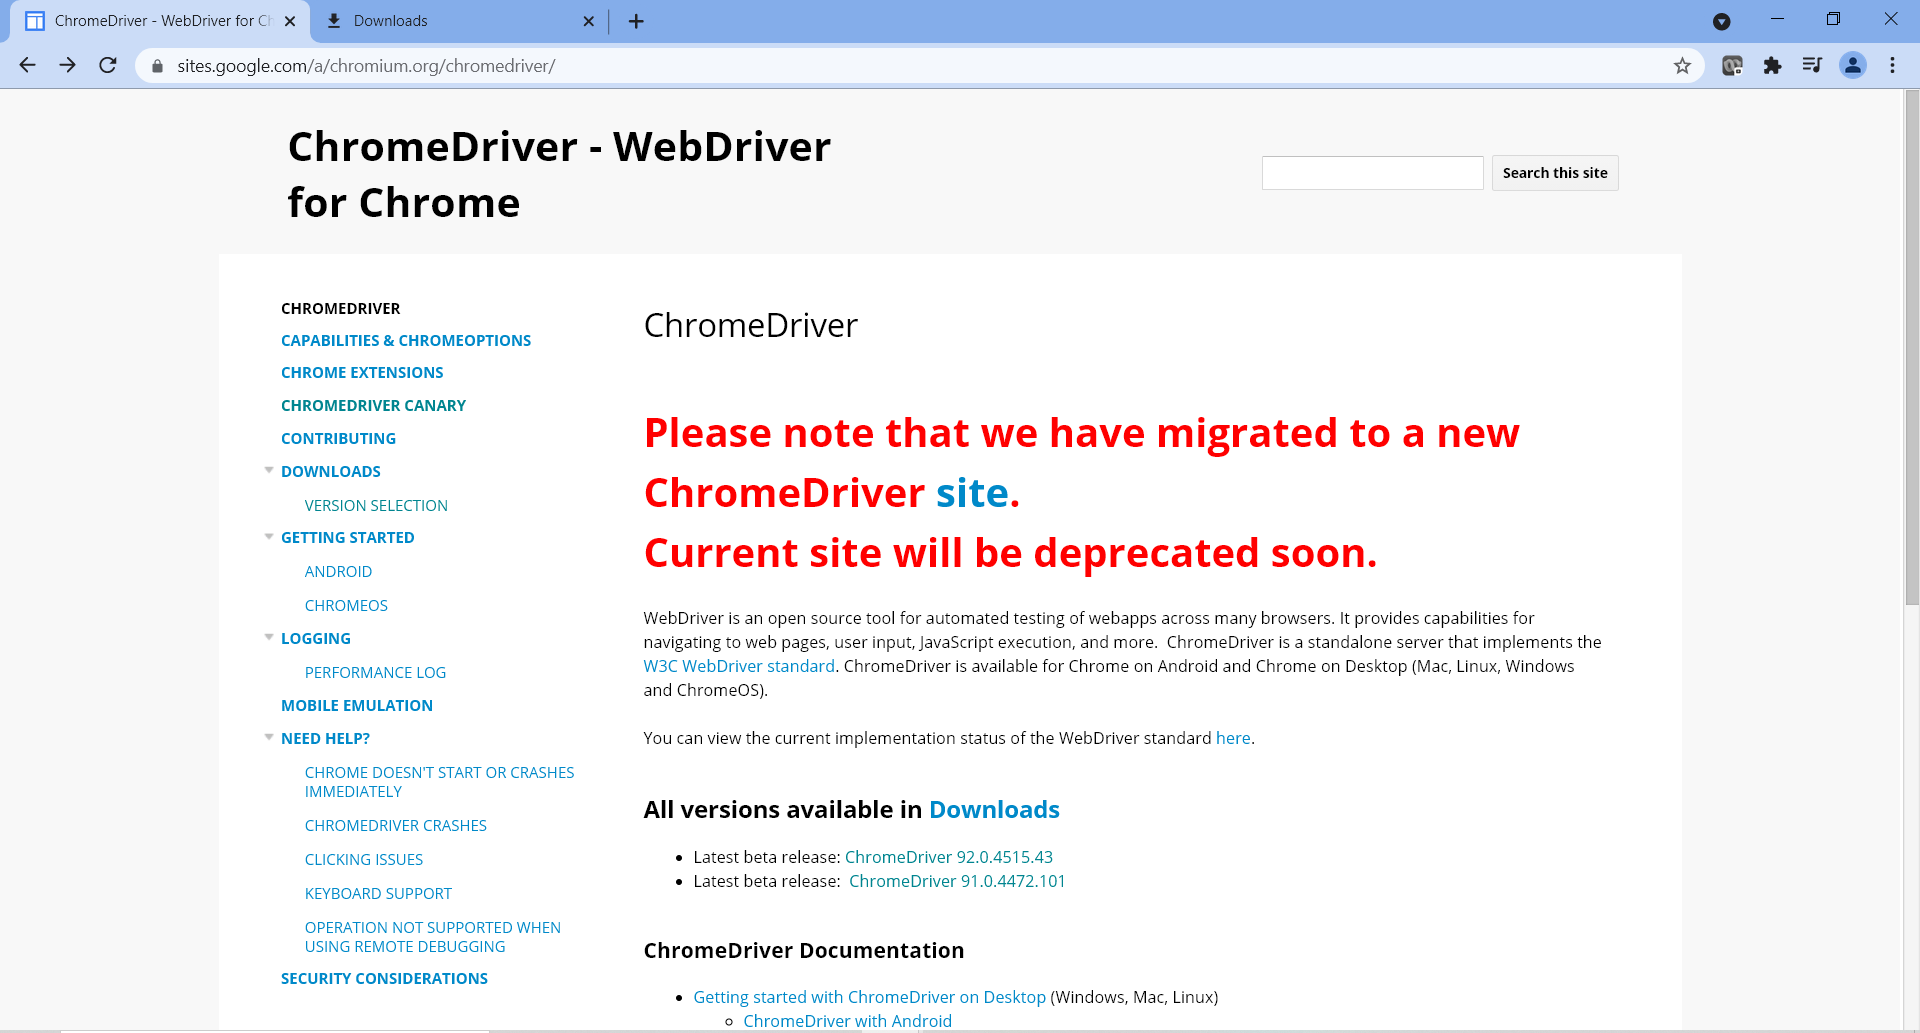 ChromeDriver - WebDriver for Ch
Downloads
sites.google.com/a/chromium.org/chromedriver/
ChromeDriver - WebDriver
for Chrome
Search this site
CHROMEDRIVER
CAPABILITIES & CHROMEOPTIONS
CHROME EXTENSIONS
CHROMEDRIVER CANARY
CONTRIBUTING
DOWNLOADS
VERSION SELECTION
GETTING STARTED
ANDROID
CHROMEOS
LOGGING
PERFORMANCE LOG
MOBILE EMULATION
NEED HELP?
CHROME DOESN'T START OR CRASHES
IMMEDIATELY
CHROMEDRIVER CRASHES
CLICKING ISSUES
KEYBOARD SUPPORT
OPERATION NOT SUPPORTED WHEN
USING REMOTE DEBUGGING
SECURITY CONSIDERATIONS
ChromeDriver
Please note that we have migrated to a new
ChromeDriver site.
Current site will be deprecated soon.
WebDriver is an open source tool for automated testing of webapps across many browsers. It provides capabilities for
navigating to web pages, user input, JavaScript execution, and more.  ChromeDriver is a standalone server that implements the
W3C WebDriver standard. ChromeDriver is available for Chrome on Android and Chrome on Desktop (Mac, Linux, Windows
and ChromeOS).
You can view the current implementation status of the WebDriver standard here.
All versions available in Downloads
• Latest beta release: ChromeDriver 92.0.4515.43
• Latest beta release:  ChromeDriver 91.0.4472.101
ChromeDriver Documentation
• Getting started with ChromeDriver on Desktop (Windows, Mac, Linux)
○ ChromeDriver with Android